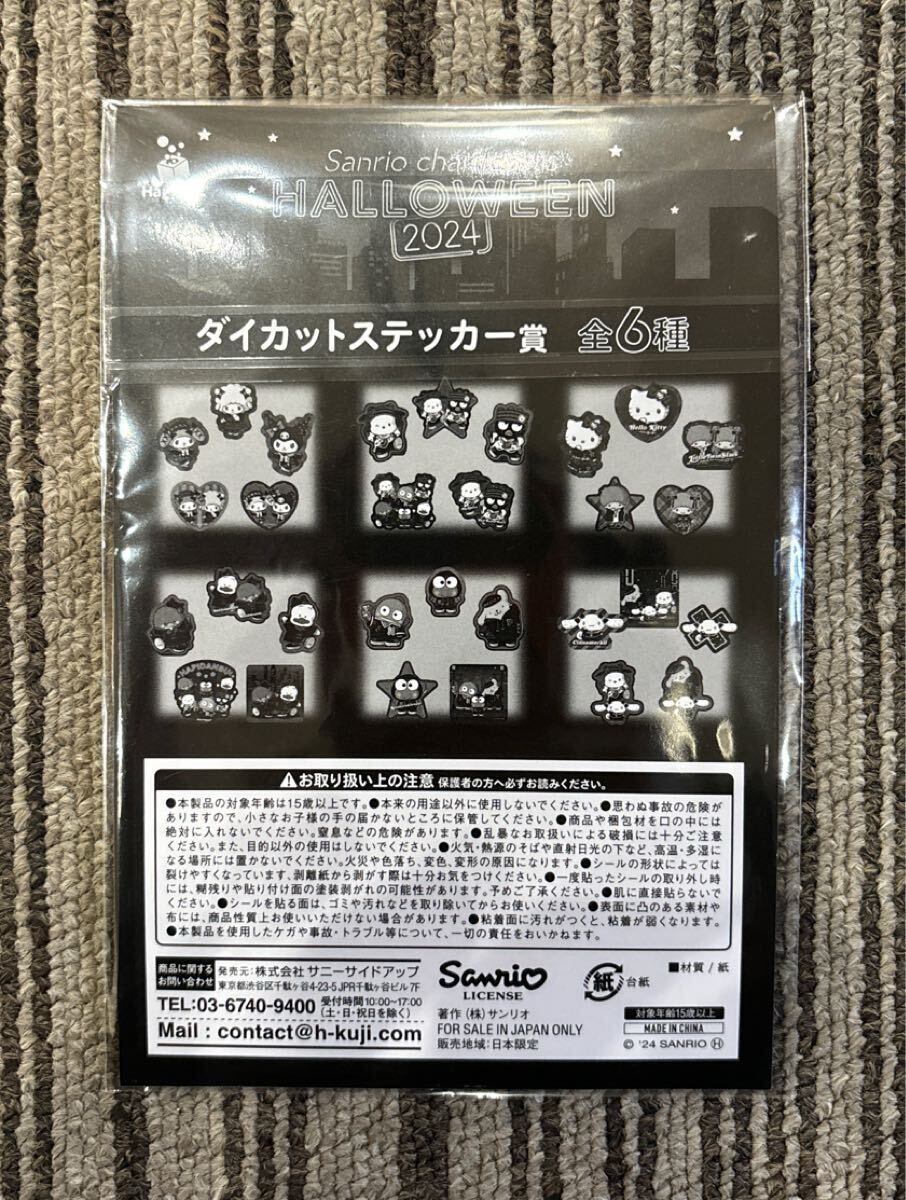 Sanrio characters
HALLOWEEN
2024
ダイカットステッカー賞 全6種
Hello Kitty
LittleTwinStars
HAPIDANBUI
Cinnamoroll
⚠お取り扱い上の注意 保護者の方へ必ずお読みください。
●本製品の対象年齢は15歳以上です。●本来の用途以外に使用しないでください。●思わぬ事故の危険が
ありますので、小さなお子様の手の届かないところに保管してください。●商品や梱包材を口の中には
絶対に入れないでください。窒息などの危険があります。●乱暴なお取扱いによる破損には十分ご注意
ください。また、目的以外の使用はしないでください。●火気・熱源のそばや直射日光の下など、高温・多湿に
なる場所には置かないでください。火災や色落ち、変色、変形の原因になります。●シールの形状によっては
裂けやすくなっています、剥離紙から剥がす際は十分お気をつけください。●一度貼ったシールの取り外し時
には、糊残りや貼り付け面の塗装剥がれの可能性があります。予めご了承ください。●肌に直接貼らないで
ください。●シールを貼る面は、ゴミや汚れなどを取り除いてからお使いください。●表面に凸のある素材や
布には、商品性質上お使いいただけない場合があります。●粘着面に汚れがつくと、粘着が弱くなります。
●本製品を使用したケガや事故・トラブル等について、一切の責任をおいかねます。
商品に関する
お問い合わせ
発売元:株式会社 サニーサイドアップ
東京都渋谷区千駄ヶ谷4-23-5 JPR千駄ヶ谷ビル7F
TEL:03-6740-9400 受付時間10:00~17:00
(土・日・祝日を除く)
Mail : contact@h-kuji.com
Sanrio
LICENSE
著作 (株)サンリオ
FOR SALE IN JAPAN ONLY
販売地域:日本限定
紙 台紙
■材質/紙
対象年齢15歳以上
MADE IN CHINA
© '24 SANRIO Ⓗ